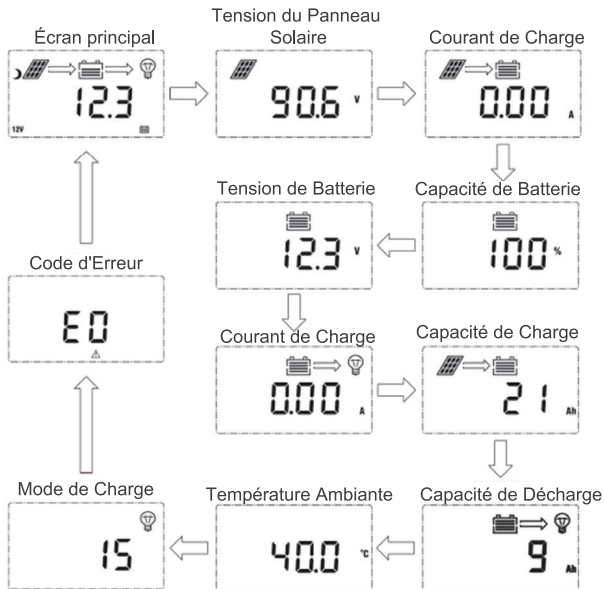 Écran principal
12.3
12V
Tension du Panneau
Solaire
90.6 V
Courant de Charge
0.00 A
Capacité de Batterie
100 %
Tension de Batterie
12.3 V
Courant de Charge
0.00 A
Capacité de Charge
21 Ah
Capacité de Décharge
9 Ah
Température Ambiante
40.0 °C
Mode de Charge
15
Code d'Erreur
E0